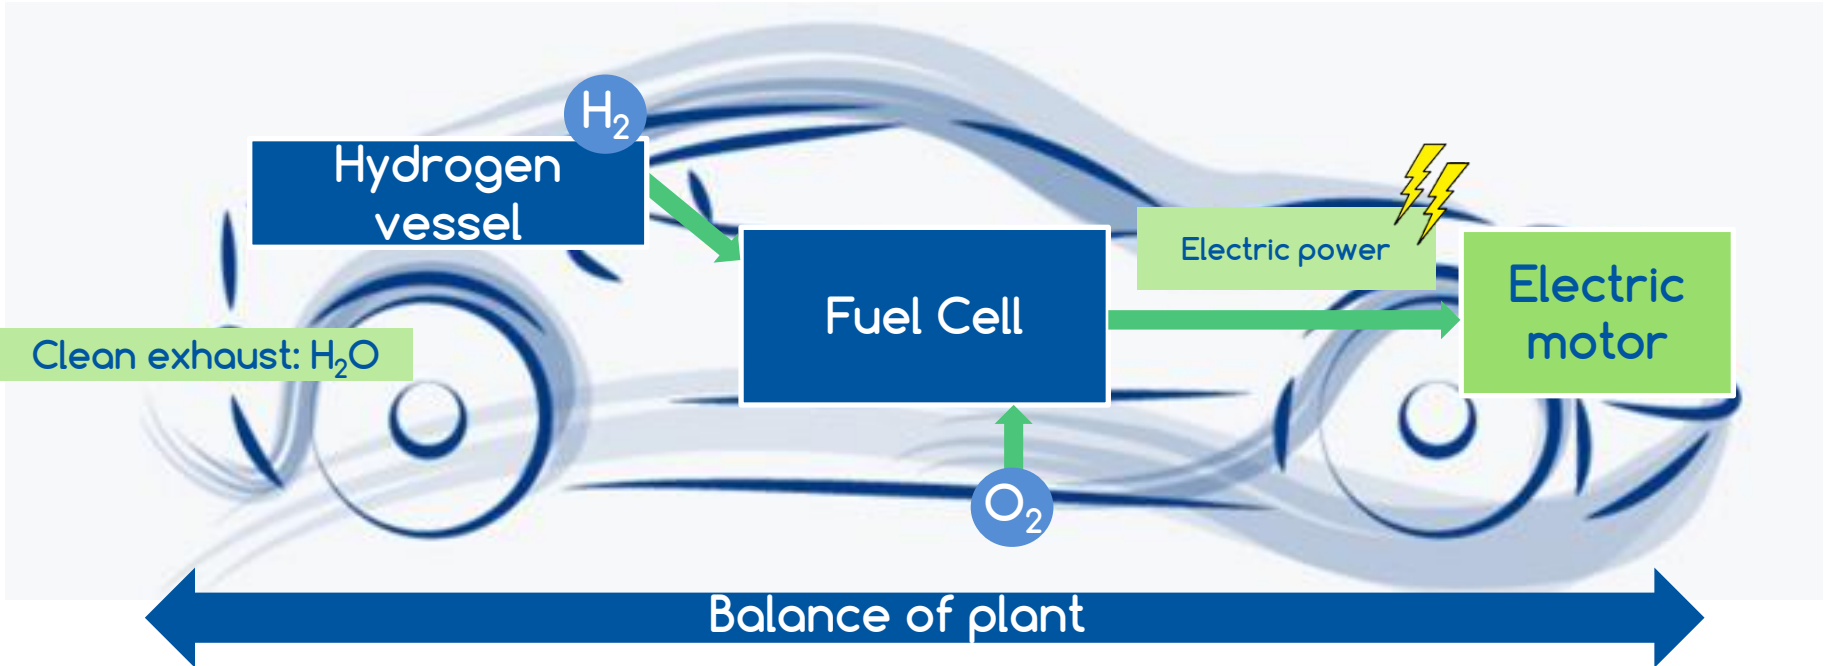 H₂
Hydrogen
vessel
Electric power
Fuel Cell
Electric
motor
Clean exhaust: H₂O
O₂
Balance of plant